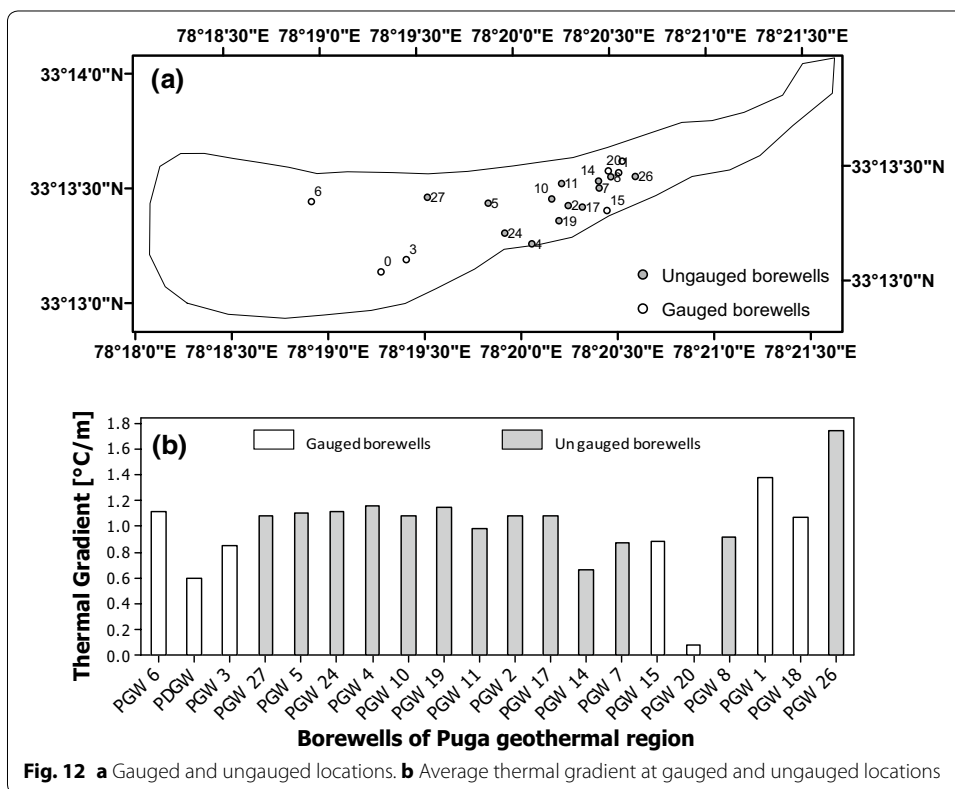 78°18'30"E 78°19'0"E 78°19'30"E 78°20'0"E 78°20'30"E 78°21'0"E 78°21'30"E
33°14'0"N
(a)
33°13'30"N
33°13'30"N
33°13'0"N
33°13'0"N
20
14
8
26
11
7
6
27
10
5
2
17
15
19
24
4
3
0
Ungauged borewells
Gauged borewells
78°18'0"E 78°18'30"E 78°19'0"E 78°19'30"E 78°20'0"E 78°20'30"E 78°21'0"E 78°21'30"E
Thermal Gradient [°C/m]
1.8
1.6
1.4
1.2
1.0
0.8
0.6
0.4
0.2
0.0
(b)
Gauged borewells
Un gauged borewells
PGW 6
PDGW
PGW 3
PGW 27
PGW 5
PGW 24
PGW 4
PGW 10
PGW 19
PGW 11
PGW 2
PGW 17
PGW 14
PGW 7
PGW 15
PGW 20
PGW 8
PGW 1
PGW 18
PGW 26
Borewells of Puga geothermal region
Fig. 12 a Gauged and ungauged locations. b Average thermal gradient at gauged and ungauged locations